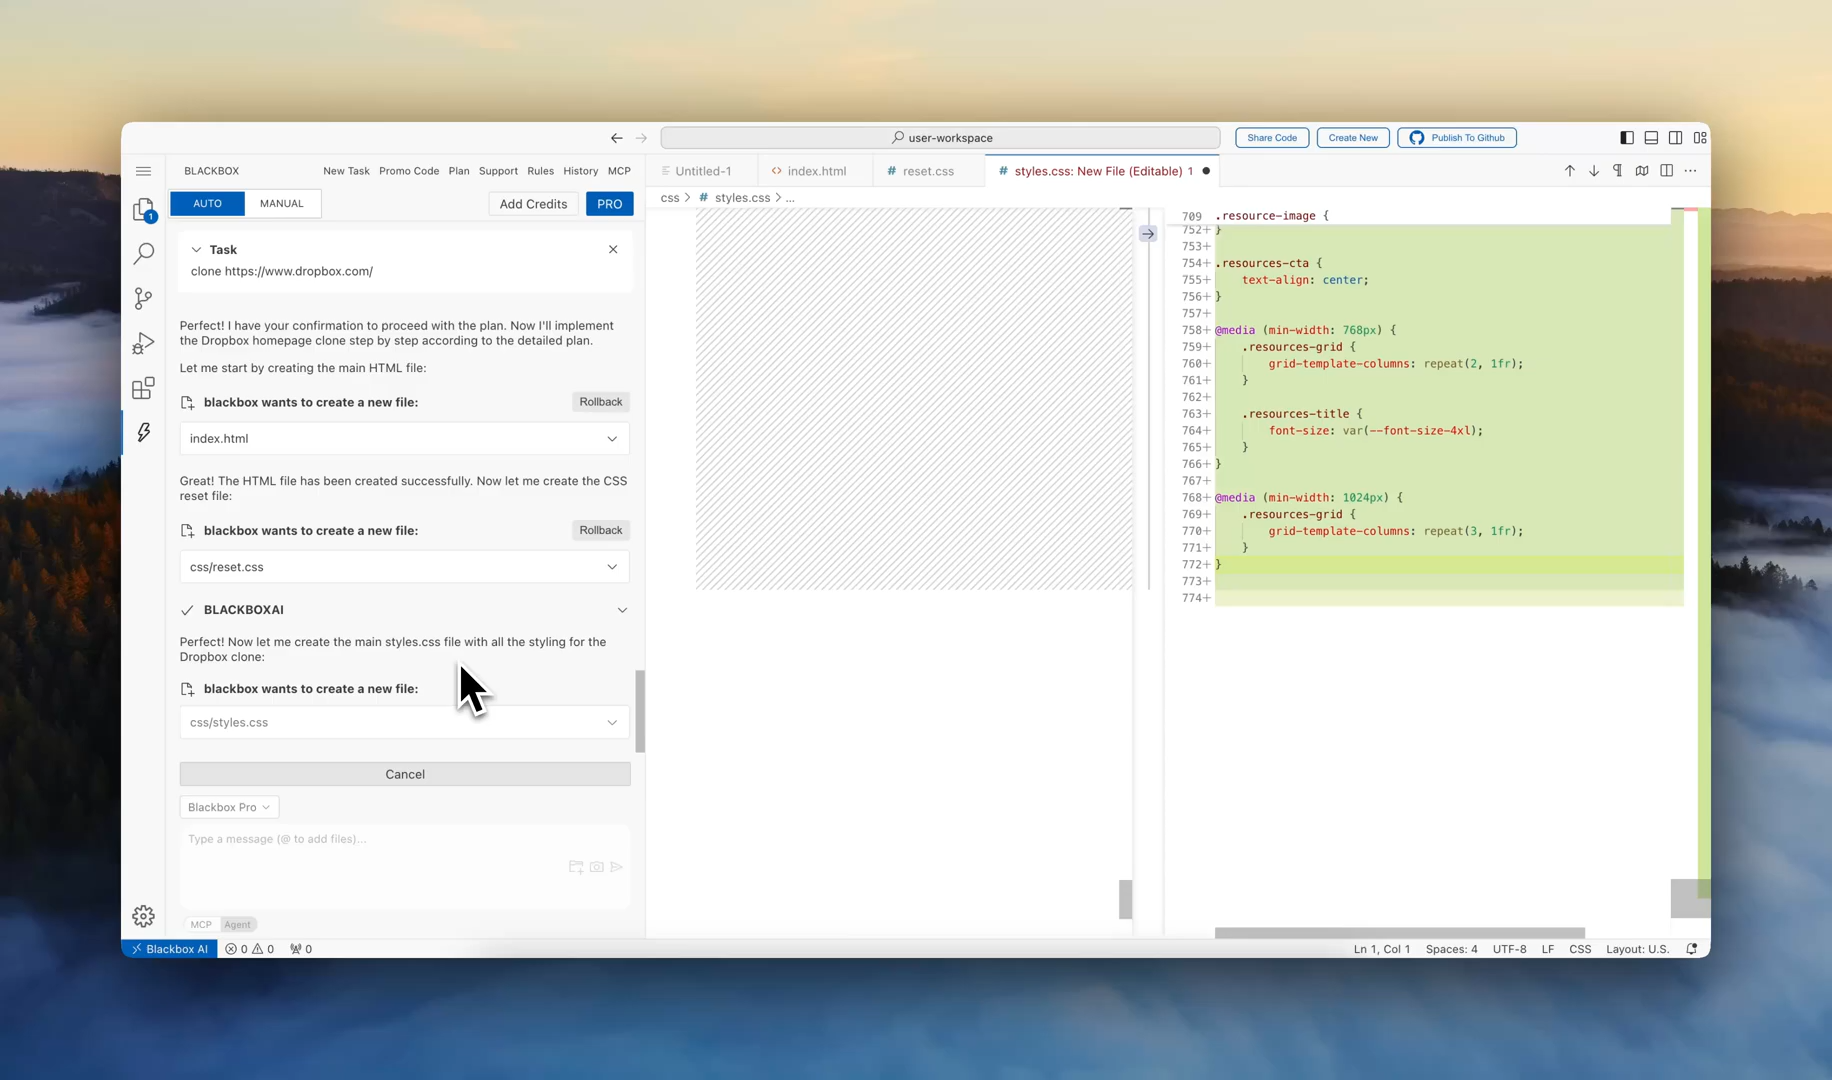 user-workspace
Share Code
Create New
Publish To Github
BLACKBOX
New Task
Promo Code
Plan
Support
Rules
History
MCP
Untitled-1
index.html
# reset.css
# styles.css: New File (Editable) 1
1
AUTO
MANUAL
Add Credits
PRO
css > # styles.css > ...
Task
clone https://www.dropbox.com/
Perfect! I have your confirmation to proceed with the plan. Now I'll implement
the Dropbox homepage clone step by step according to the detailed plan.
Let me start by creating the main HTML file:
blackbox wants to create a new file:
Rollback
index.html
Great! The HTML file has been created successfully. Now let me create the CSS
reset file:
blackbox wants to create a new file:
Rollback
css/reset.css
BLACKBOXAI
Perfect! Now let me create the main styles.css file with all the styling for the
Dropbox clone:
blackbox wants to create a new file:
css/styles.css
Cancel
Blackbox Pro
Type a message (@ to add files)...
MCP
Agent
709 .resource-image {
752+ }
753+
754+ .resources-cta {
755+ text-align: center;
756+ }
757+
758+ @media (min-width: 768px) {
759+ .resources-grid {
760+ grid-template-columns: repeat(2, 1fr);
761+ }
762+
763+ .resources-title {
764+ font-size: var(--font-size-4xl);
765+ }
766+ }
767+
768+ @media (min-width: 1024px) {
769+ .resources-grid {
770+ grid-template-columns: repeat(3, 1fr);
771+ }
772+ }
773+
774+
Blackbox AI
0 0
0
Ln 1, Col 1
Spaces: 4
UTF-8
LF
CSS
Layout: U.S.